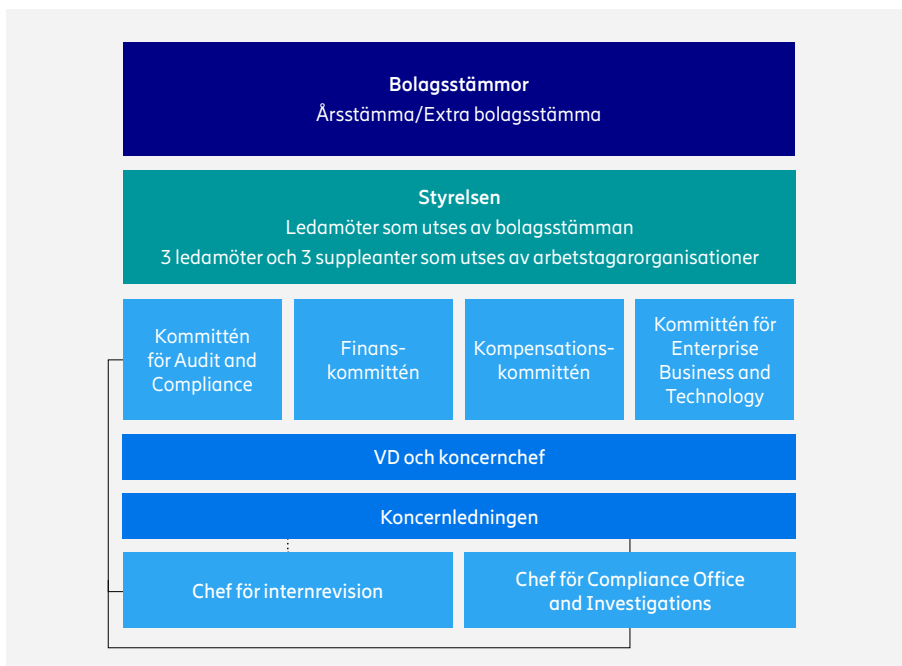 Bolagsstämmor
Årsstämma/Extra bolagsstämma
Styrelsen
Ledamöter som utses av bolagsstämman
3 ledamöter och 3 suppleanter som utses av arbetstagarorganisationer
Kommittén
för Audit and
Compliance
Finans-
kommittén
Kompensations-
kommittén
Kommittén för
Enterprise
Business and
Technology
VD och koncernchef
Koncernledningen
Chef för internrevision
Chef för Compliance Office
and Investigations